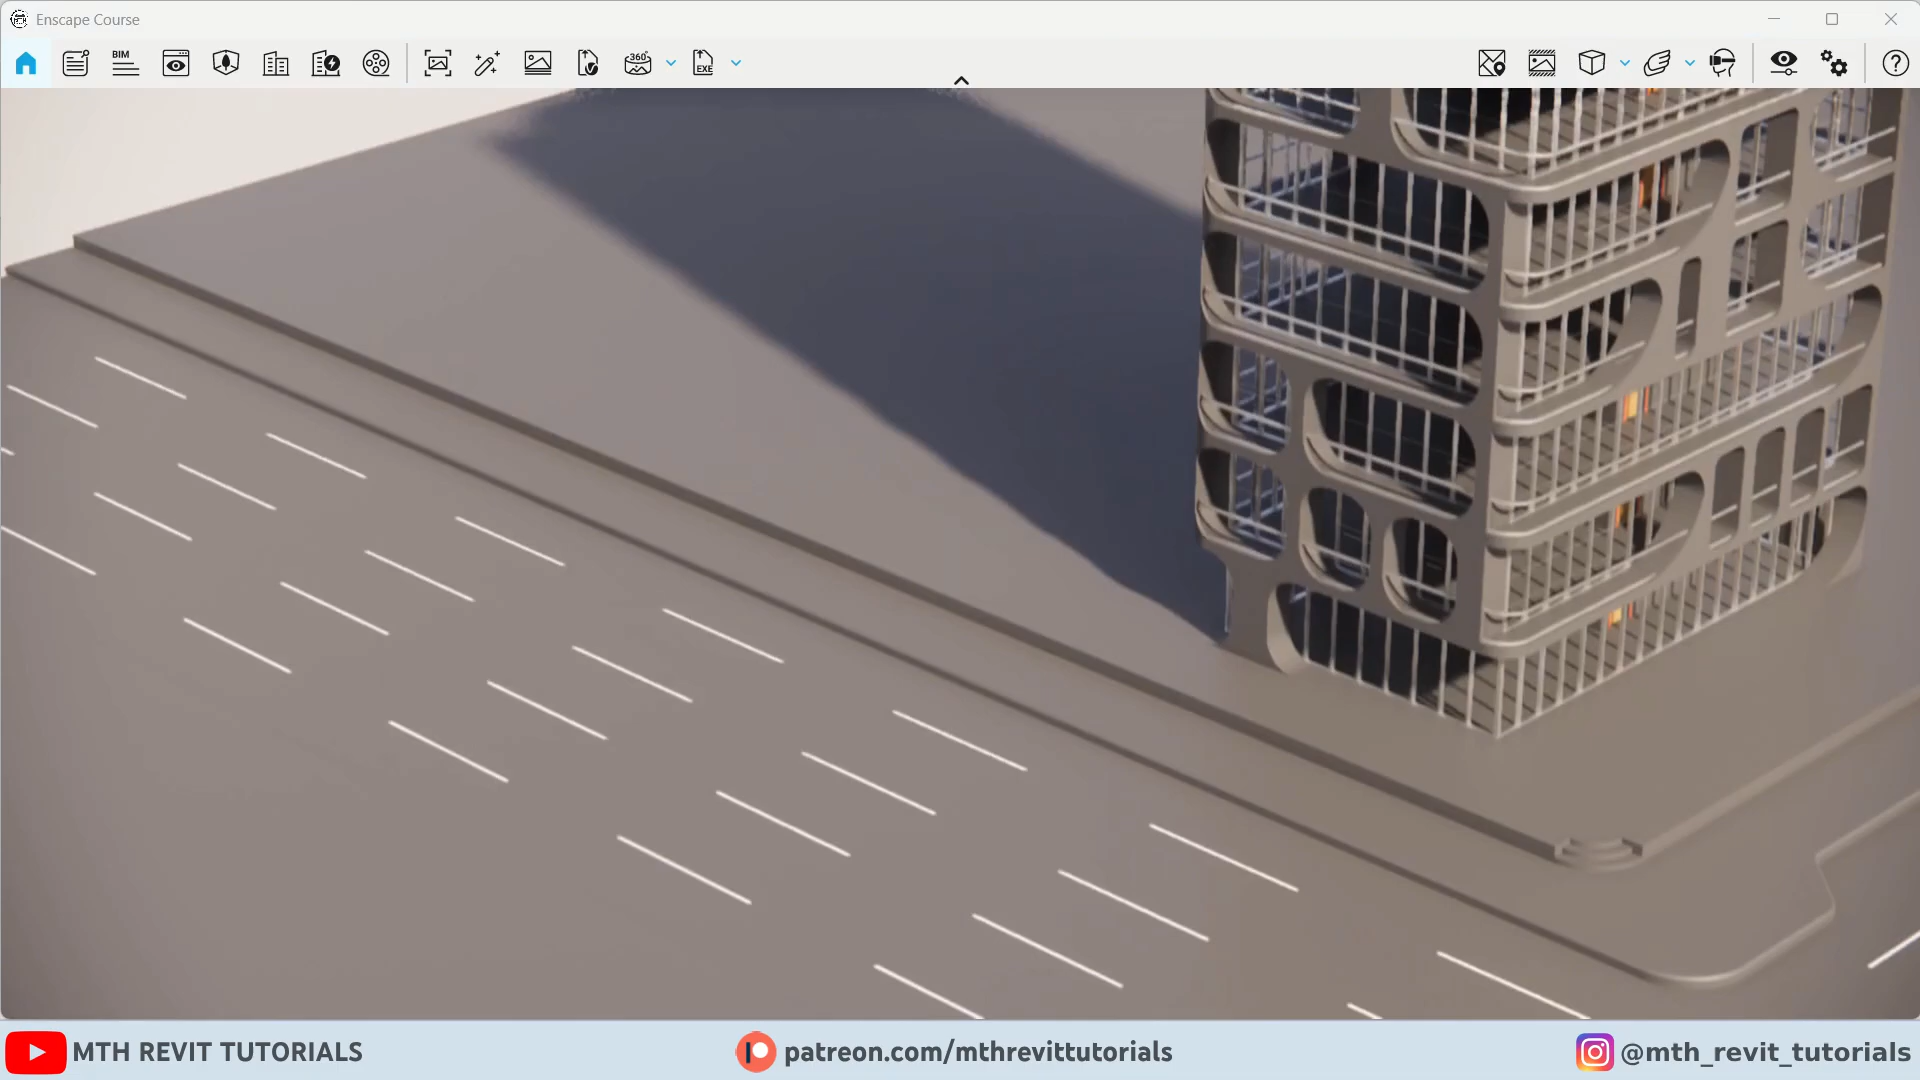 Enscape Course
BIM
360°
EXE
MTH REVIT TUTORIALS
patreon.com/mthrevittutorials
@mth_revit_tutorials